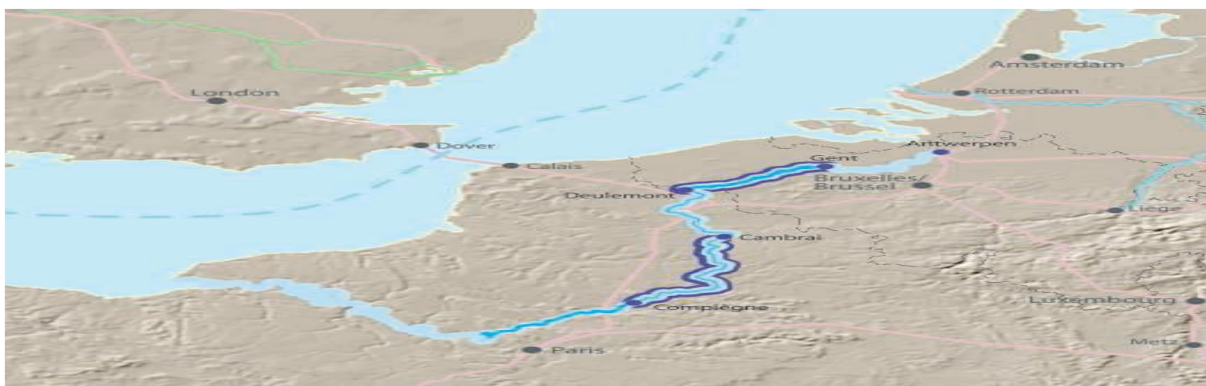 Amsterdam
London
Rotterdam
Dover
Antwerpen
Calais
Gent
Bruxelles/
Brussel
Deulemont
Liège
Cambrai
Luxembourg
Compiègne
Metz
Paris